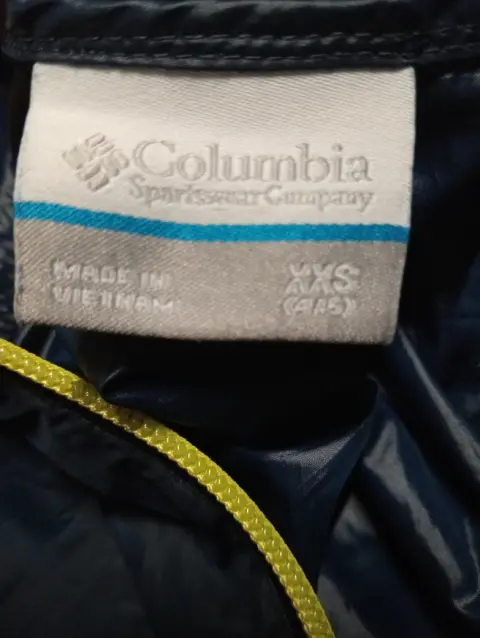 Columbia
Sportswear Company
MADE IN
VIETNAM
XXS
(4/5)